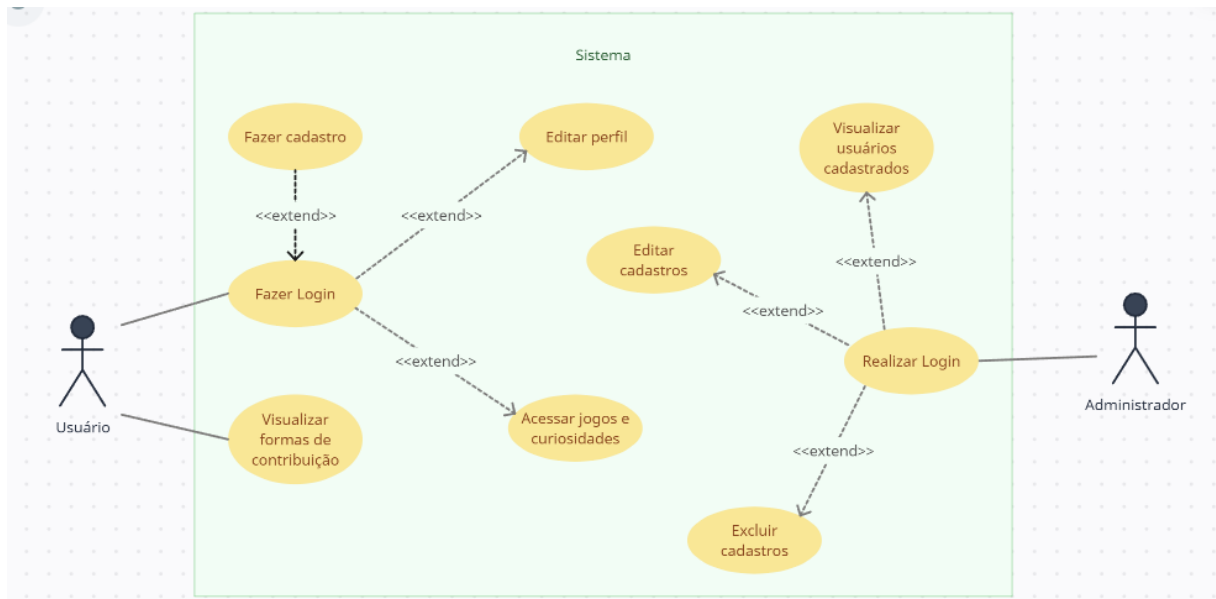 Sistema
Fazer cadastro
Editar perfil
Visualizar
usuários
cadastrados
<<extend>>
<<extend>>
Editar
cadastros
<<extend>>
Fazer Login
<<extend>>
<<extend>>
Realizar Login
Administrador
Usuário
Visualizar
formas de
contribuição
Acessar jogos e
curiosidades
<<extend>>
Excluir
cadastros